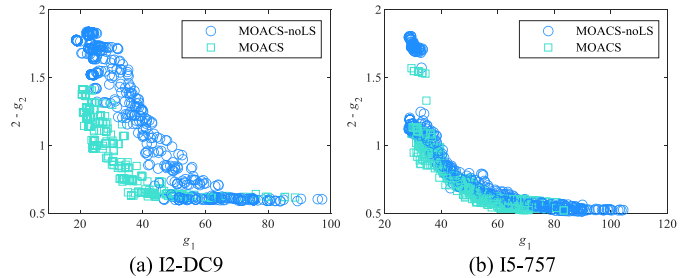 2
MOACS-noLS
MOACS
1.5
2 - g2
1
0.5
20 40 60 80 100
g1
(a) I2-DC9
2
MOACS-noLS
MOACS
1.5
2 - g2
1
0.5
20 40 60 80 100 120
g1
(b) I5-757